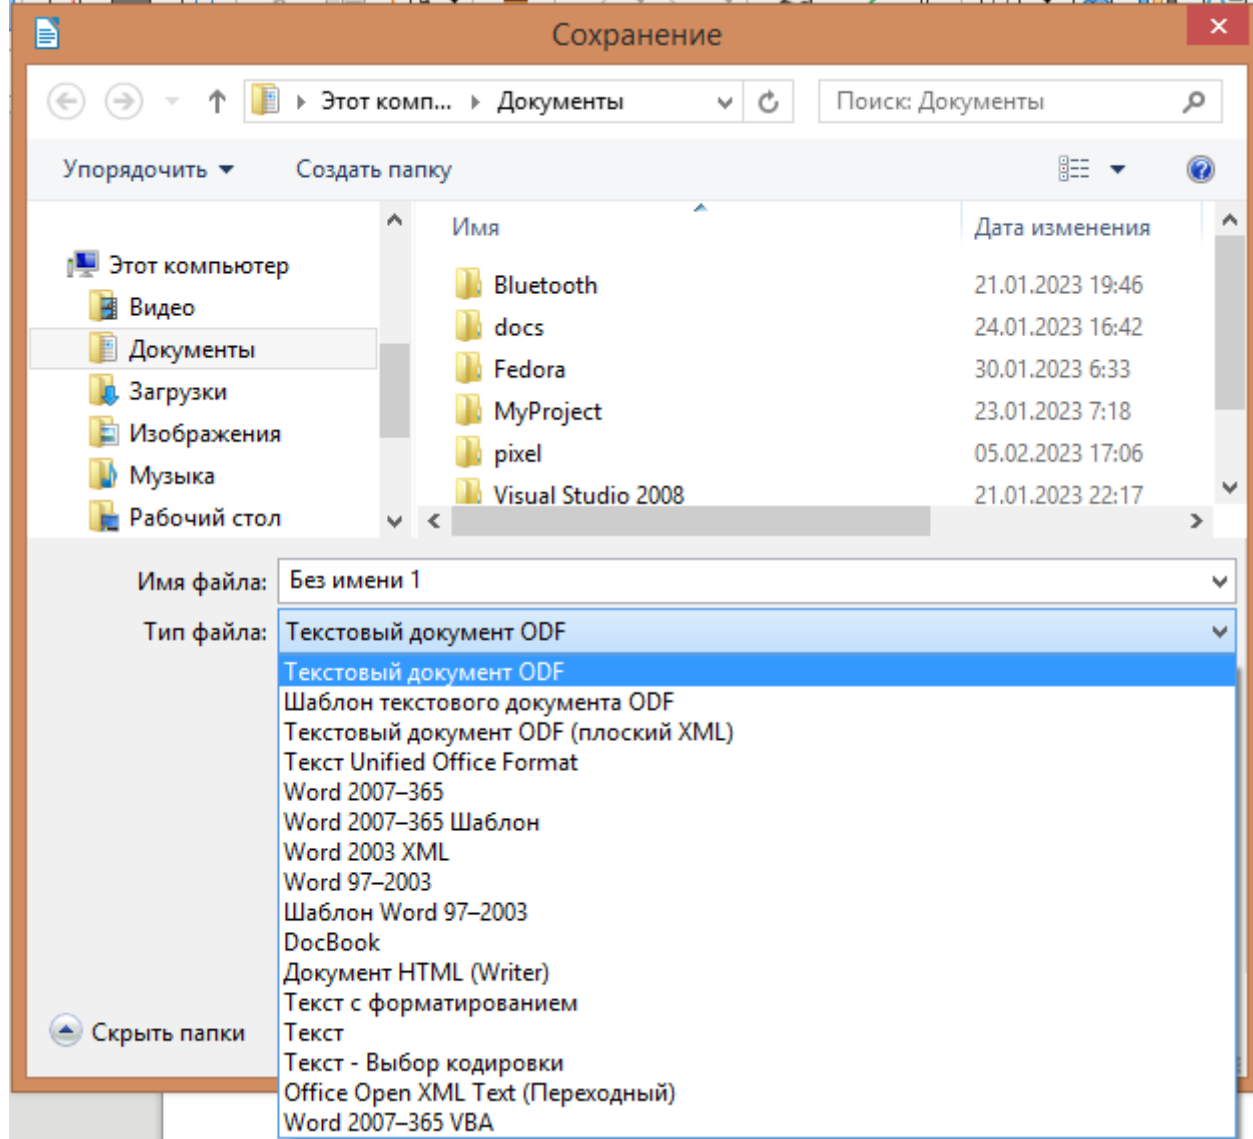 Сохранение
Этот комп... Документы
Поиск: Документы
Упорядочить Создать папку
Имя Дата изменения
Этот компьютер
Видео
Документы
Загрузки
Изображения
Музыка
Рабочий стол
Bluetooth 21.01.2023 19:46
docs 24.01.2023 16:42
Fedora 30.01.2023 6:33
MyProject 23.01.2023 7:18
pixel 05.02.2023 17:06
Visual Studio 2008 21.01.2023 22:17
Имя файла: Без имени 1
Тип файла: Текстовый документ ODF
Текстовый документ ODF
Шаблон текстового документа ODF
Текстовый документ ODF (плоский XML)
Текст Unified Office Format
Word 2007–365
Word 2007–365 Шаблон
Word 2003 XML
Word 97–2003
Шаблон Word 97–2003
DocBook
Документ HTML (Writer)
Текст с форматированием
Текст
Текст - Выбор кодировки
Office Open XML Text (Переходный)
Word 2007–365 VBA
Скрыть папки